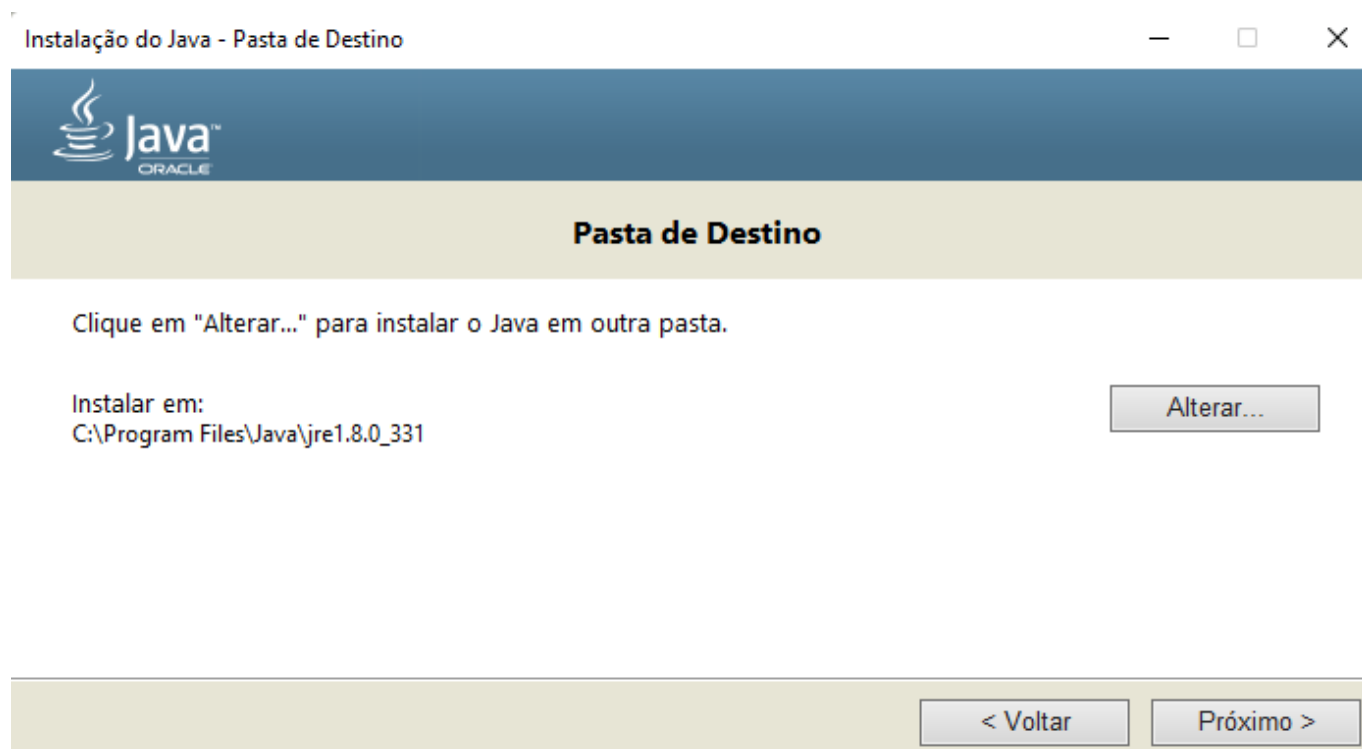 Instalação do Java - Pasta de Destino
Java™
ORACLE
Pasta de Destino
Clique em "Alterar..." para instalar o Java em outra pasta.
Instalar em:
Alterar...
C:\Program Files\Java\jre1.8.0_331
< Voltar
Próximo >